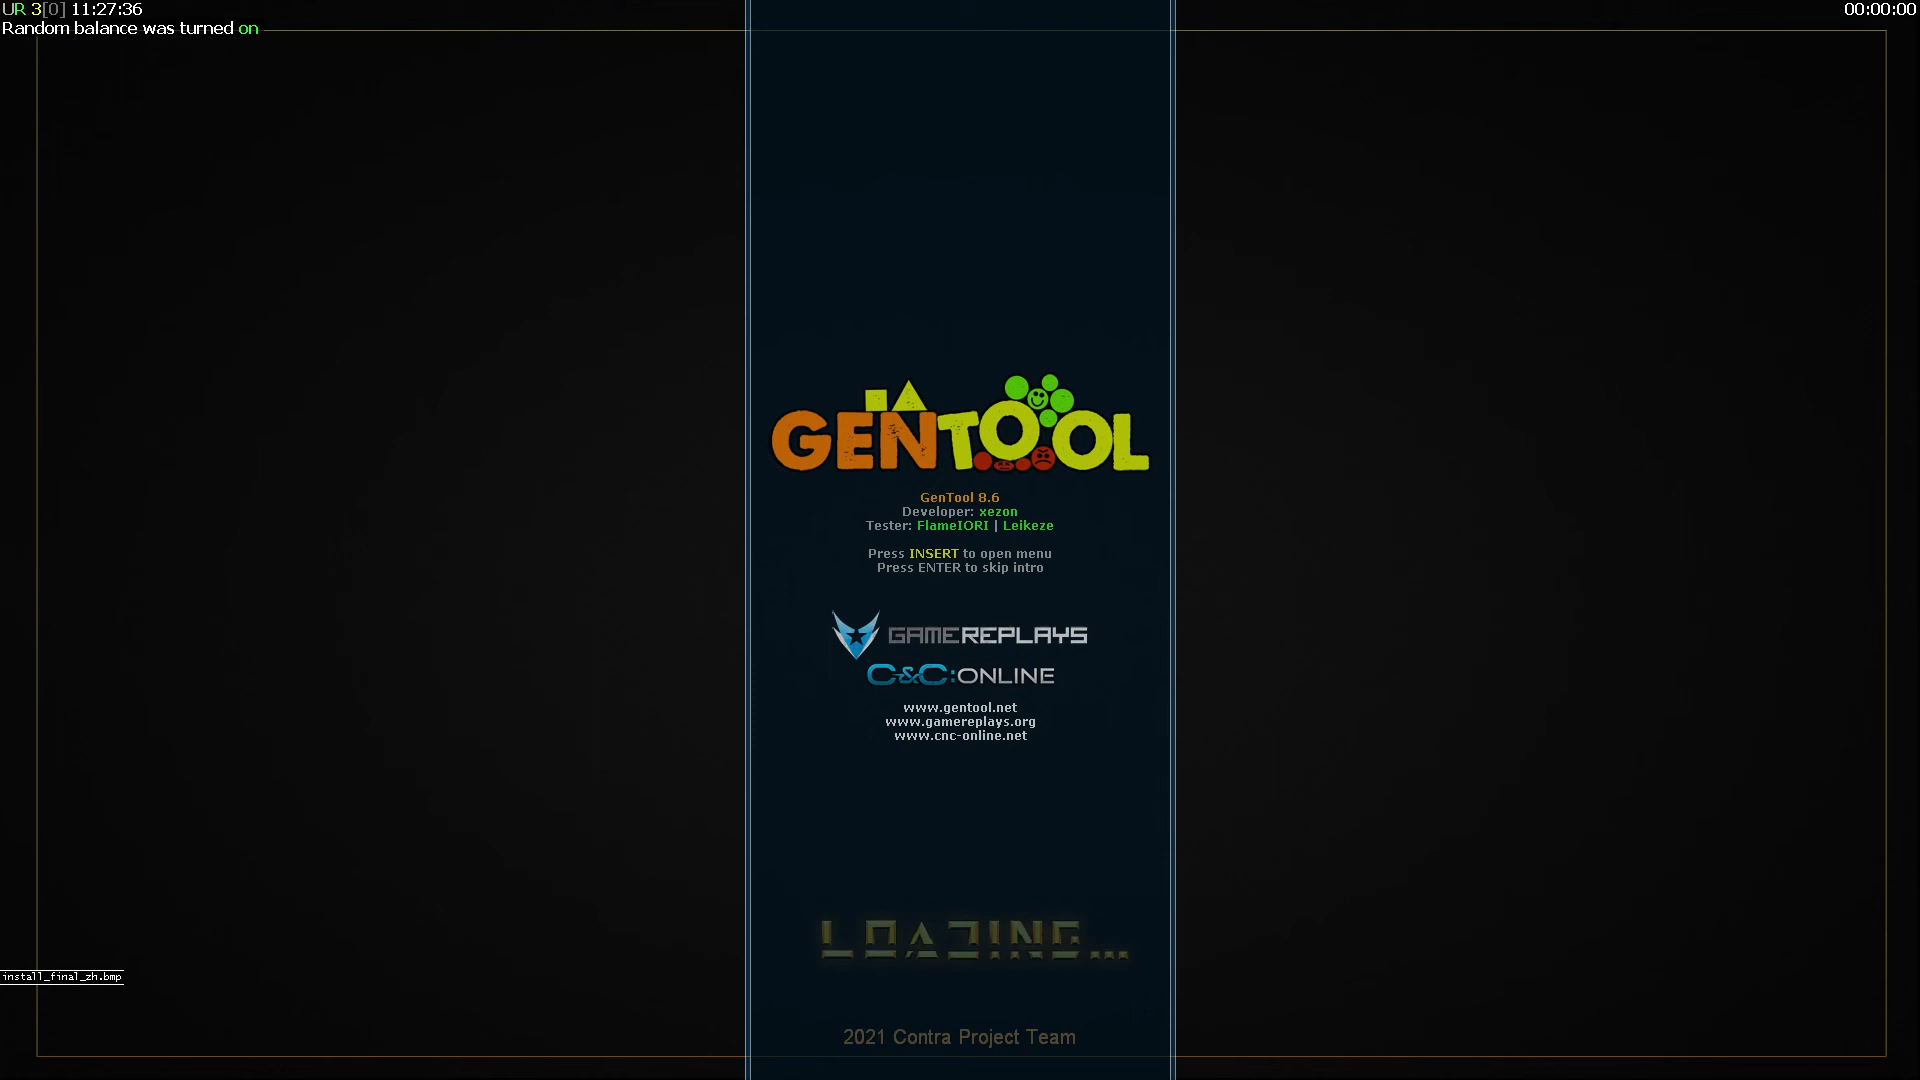 UR 3[0] 11:27:36
00:00:00
Random balance was turned on
GENTOOL
GenTool 8.6
Developer: xezon
Tester: FlameIORI | Leikeze
Press INSERT to open menu
Press ENTER to skip intro
GAMEREPLAYS
C&C:ONLINE
www.gentool.net
www.gamereplays.org
www.cnc-online.net
LOADING...
install_final_zh.bmp
2021 Contra Project Team